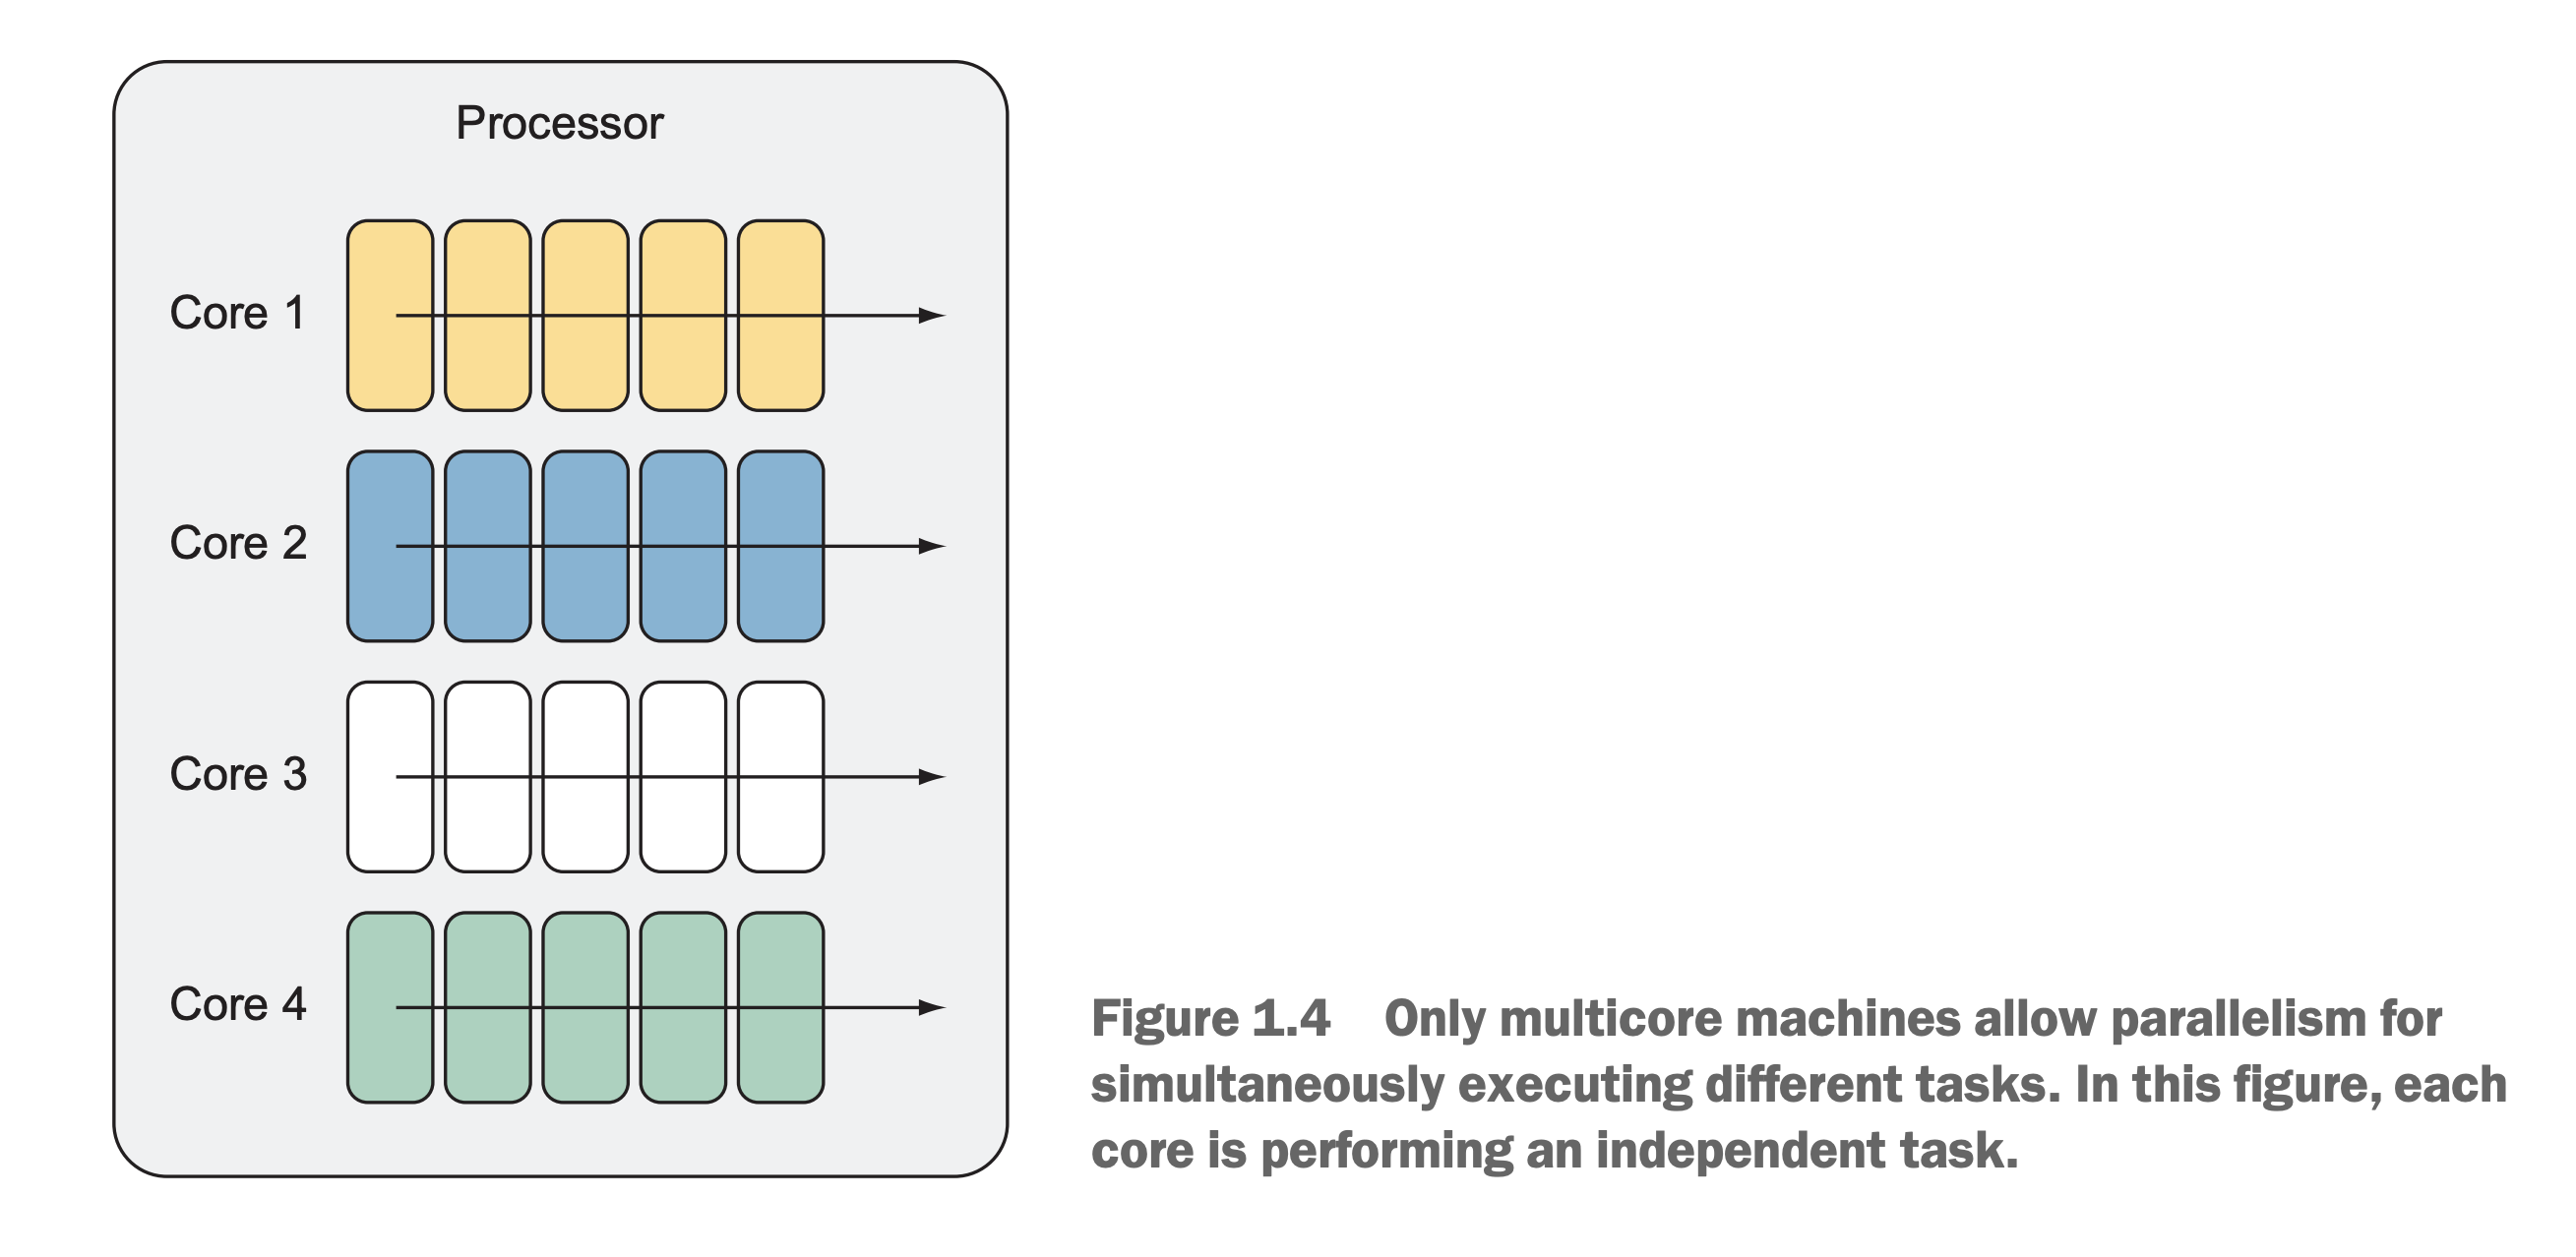 Processor
Core 1
Core 2
Core 3
Core 4
Figure 1.4 Only multicore machines allow parallelism for
simultaneously executing different tasks. In this figure, each
core is performing an independent task.